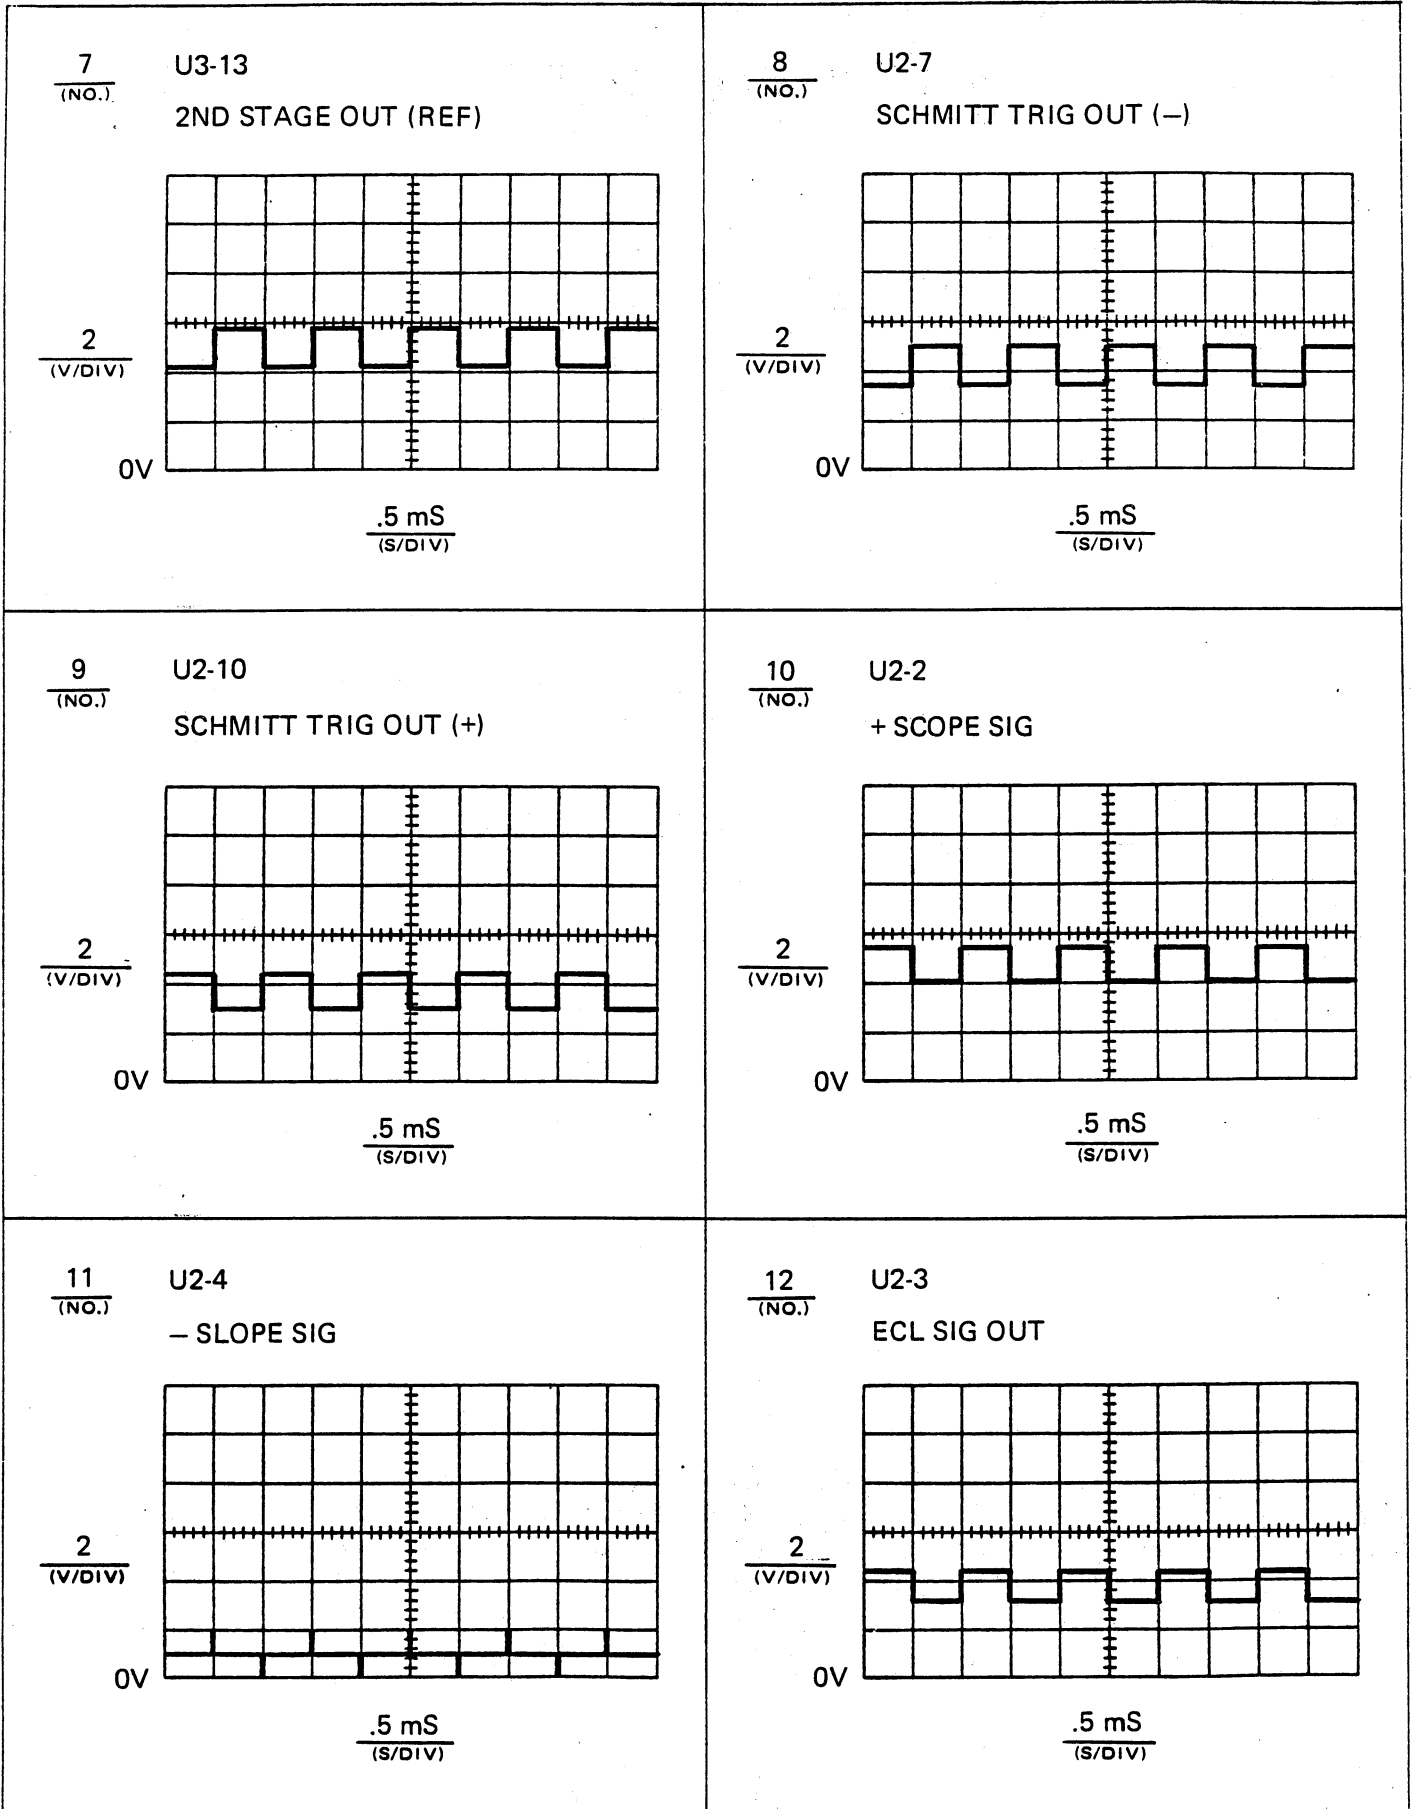 7
(NO.)
U3-13
2ND STAGE OUT (REF)
2
(V/DIV)
0V
.5 mS
(S/DIV)
8
(NO.)
U2-7
SCHMITT TRIG OUT (—)
2
(V/DIV)
0V
.5 mS
(S/DIV)
9
(NO.)
U2-10
SCHMITT TRIG OUT (+)
2
(V/DIV)
0V
.5 mS
(S/DIV)
10
(NO.)
U2-2
+ SCOPE SIG
2
(V/DIV)
0V
.5 mS
(S/DIV)
11
(NO.)
U2-4
— SLOPE SIG
2
(V/DIV)
0V
.5 mS
(S/DIV)
12
(NO.)
U2-3
ECL SIG OUT
2
(V/DIV)
0V
.5 mS
(S/DIV)